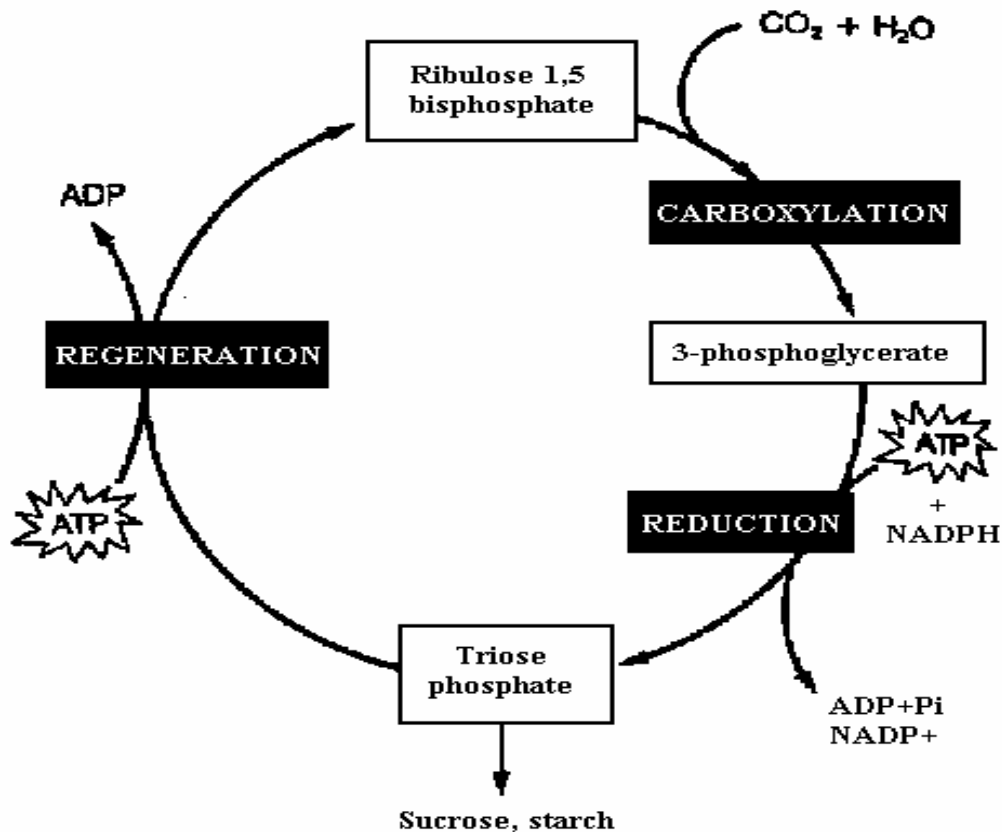 CO₂ + H₂O
Ribulose 1,5
bisphosphate
ADP
CARBOXYLATION
REGENERATION
3-phosphoglycerate
ATP
+
NADPH
ATP
REDUCTION
Triose
phosphate
ADP+Pi
NADP+
Sucrose, starch